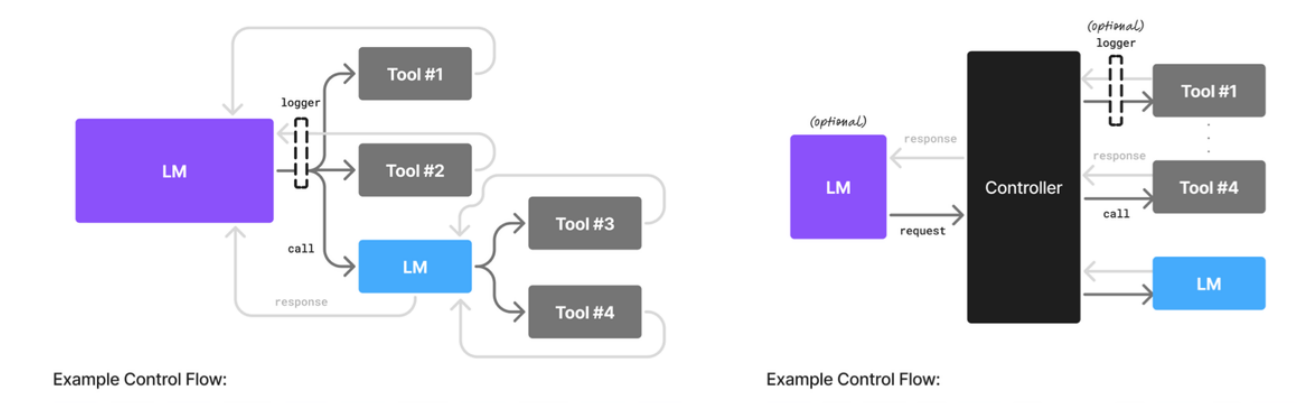 Tool #1
logger
LM
Tool #2
Tool #3
call
LM
response
Tool #4
Example Control Flow:
(optional)
logger
Tool #1
(optional)
response
response
LM
Controller
Tool #4
call
request
LM
Example Control Flow: